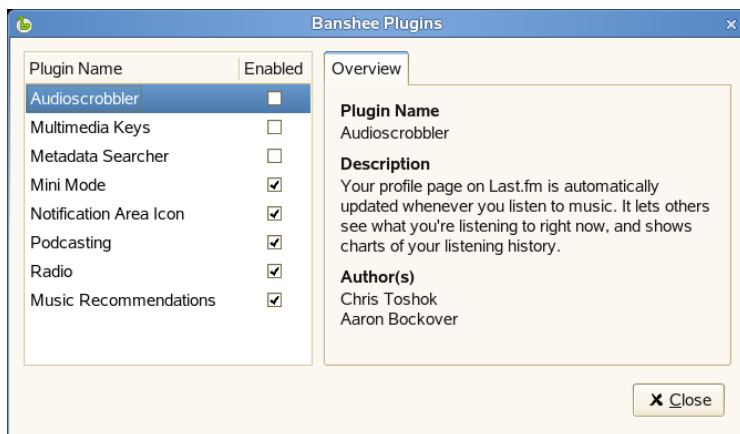 Banshee Plugins
Plugin Name Enabled
Audioscrobbler
Multimedia Keys
Metadata Searcher
Mini Mode
Notification Area Icon
Podcasting
Radio
Music Recommendations
Overview
Plugin Name
Audioscrobbler
Description
Your profile page on Last.fm is automatically
updated whenever you listen to music. It lets others
see what you're listening to right now, and shows
charts of your listening history.
Author(s)
Chris Toshok
Aaron Bockover
Close